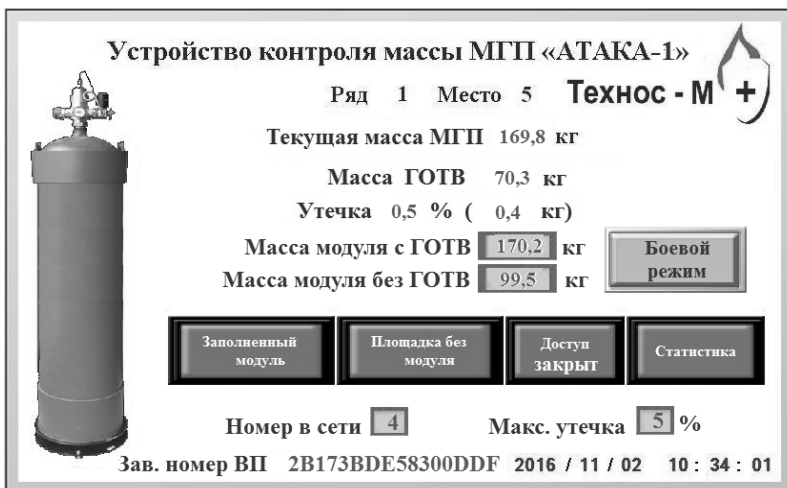 Устройство контроля массы МГП «АТАКА-1»
Ряд 1 Место 5 Технос - М +
Текущая масса МГП 169,8 кг
Масса ГОТВ 70,3 кг
Утечка 0,5 % ( 0,4 кг)
Масса модуля с ГОТВ 170,2 кг
Масса модуля без ГОТВ 99,5 кг
Боевой
режим
Заполненный
модуль
Площадка без
модуля
Доступ
закрыт
Статистика
Номер в сети 4 Макс. утечка 5 %
Зав. номер ВП 2B173BDE58300DDF 2016 / 11 / 02 10 : 34 : 01